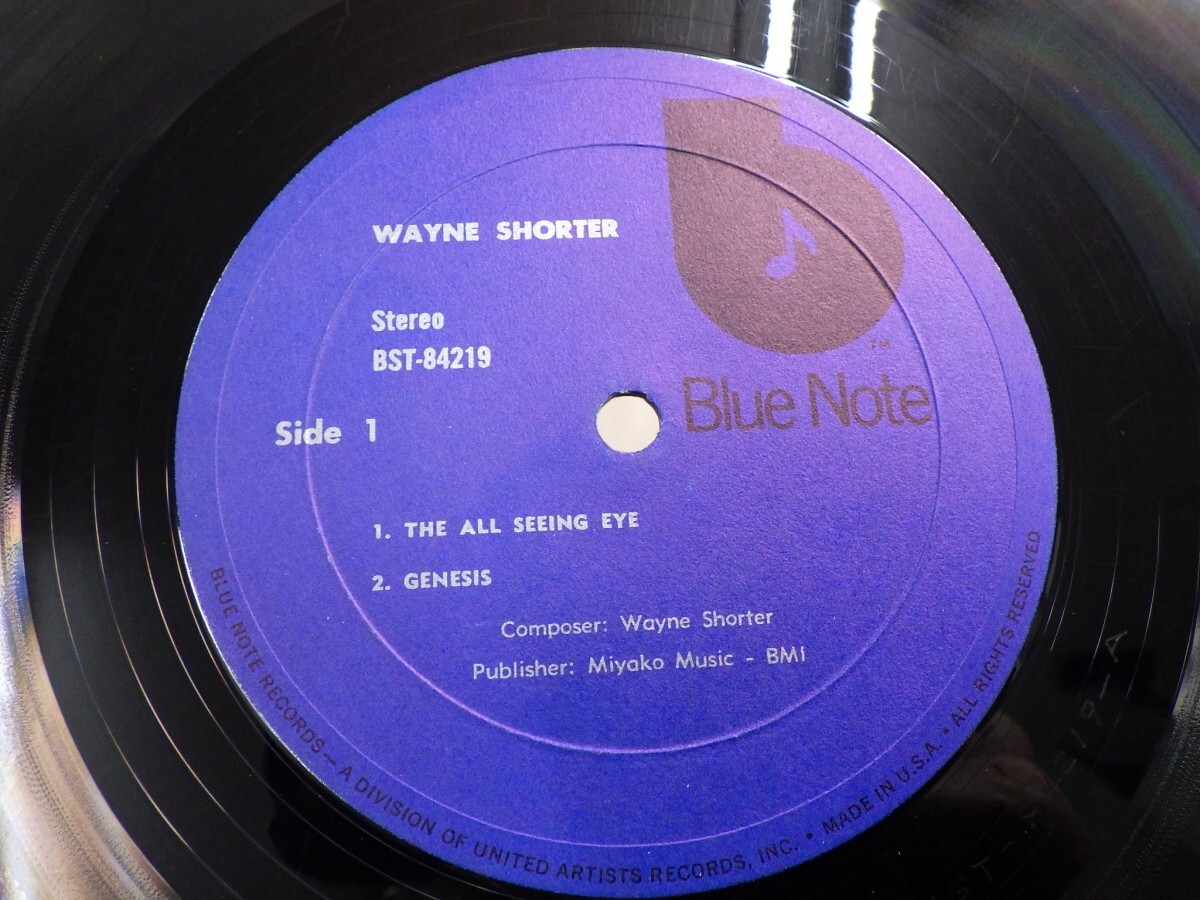 WAYNE SHORTER
Stereo
BST-84219
Side 1
TM
Blue Note
1. THE ALL SEEING EYE
2. GENESIS
Composer: Wayne Shorter
Publisher: Miyako Music - BMI
BLUE NOTE RECORDS — A DIVISION OF UNITED ARTISTS RECORDS, INC. • MADE IN U.S.A. • ALL RIGHTS RESERVED